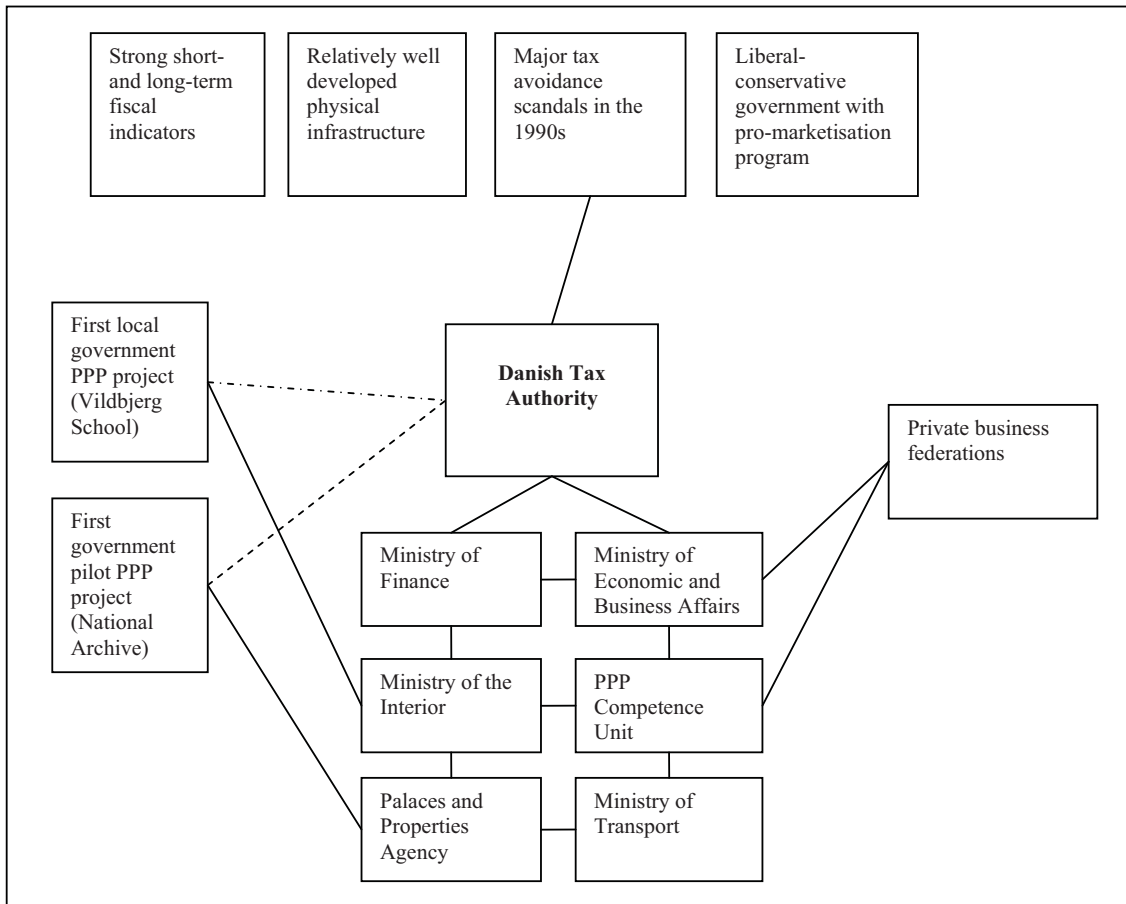 Strong short-
and long-term
fiscal
indicators
Relatively well
developed
physical
infrastructure
Major tax
avoidance
scandals in the
1990s
Liberal-
conservative
government with
pro-marketisation
program
First local
government
PPP project
(Vildbjerg
School)
Danish Tax
Authority
Private business
federations
First
government
pilot PPP
project
(National
Archive)
Ministry of
Finance
Ministry of
Economic and
Business Affairs
Ministry of the
Interior
PPP
Competence
Unit
Palaces and
Properties
Agency
Ministry of
Transport